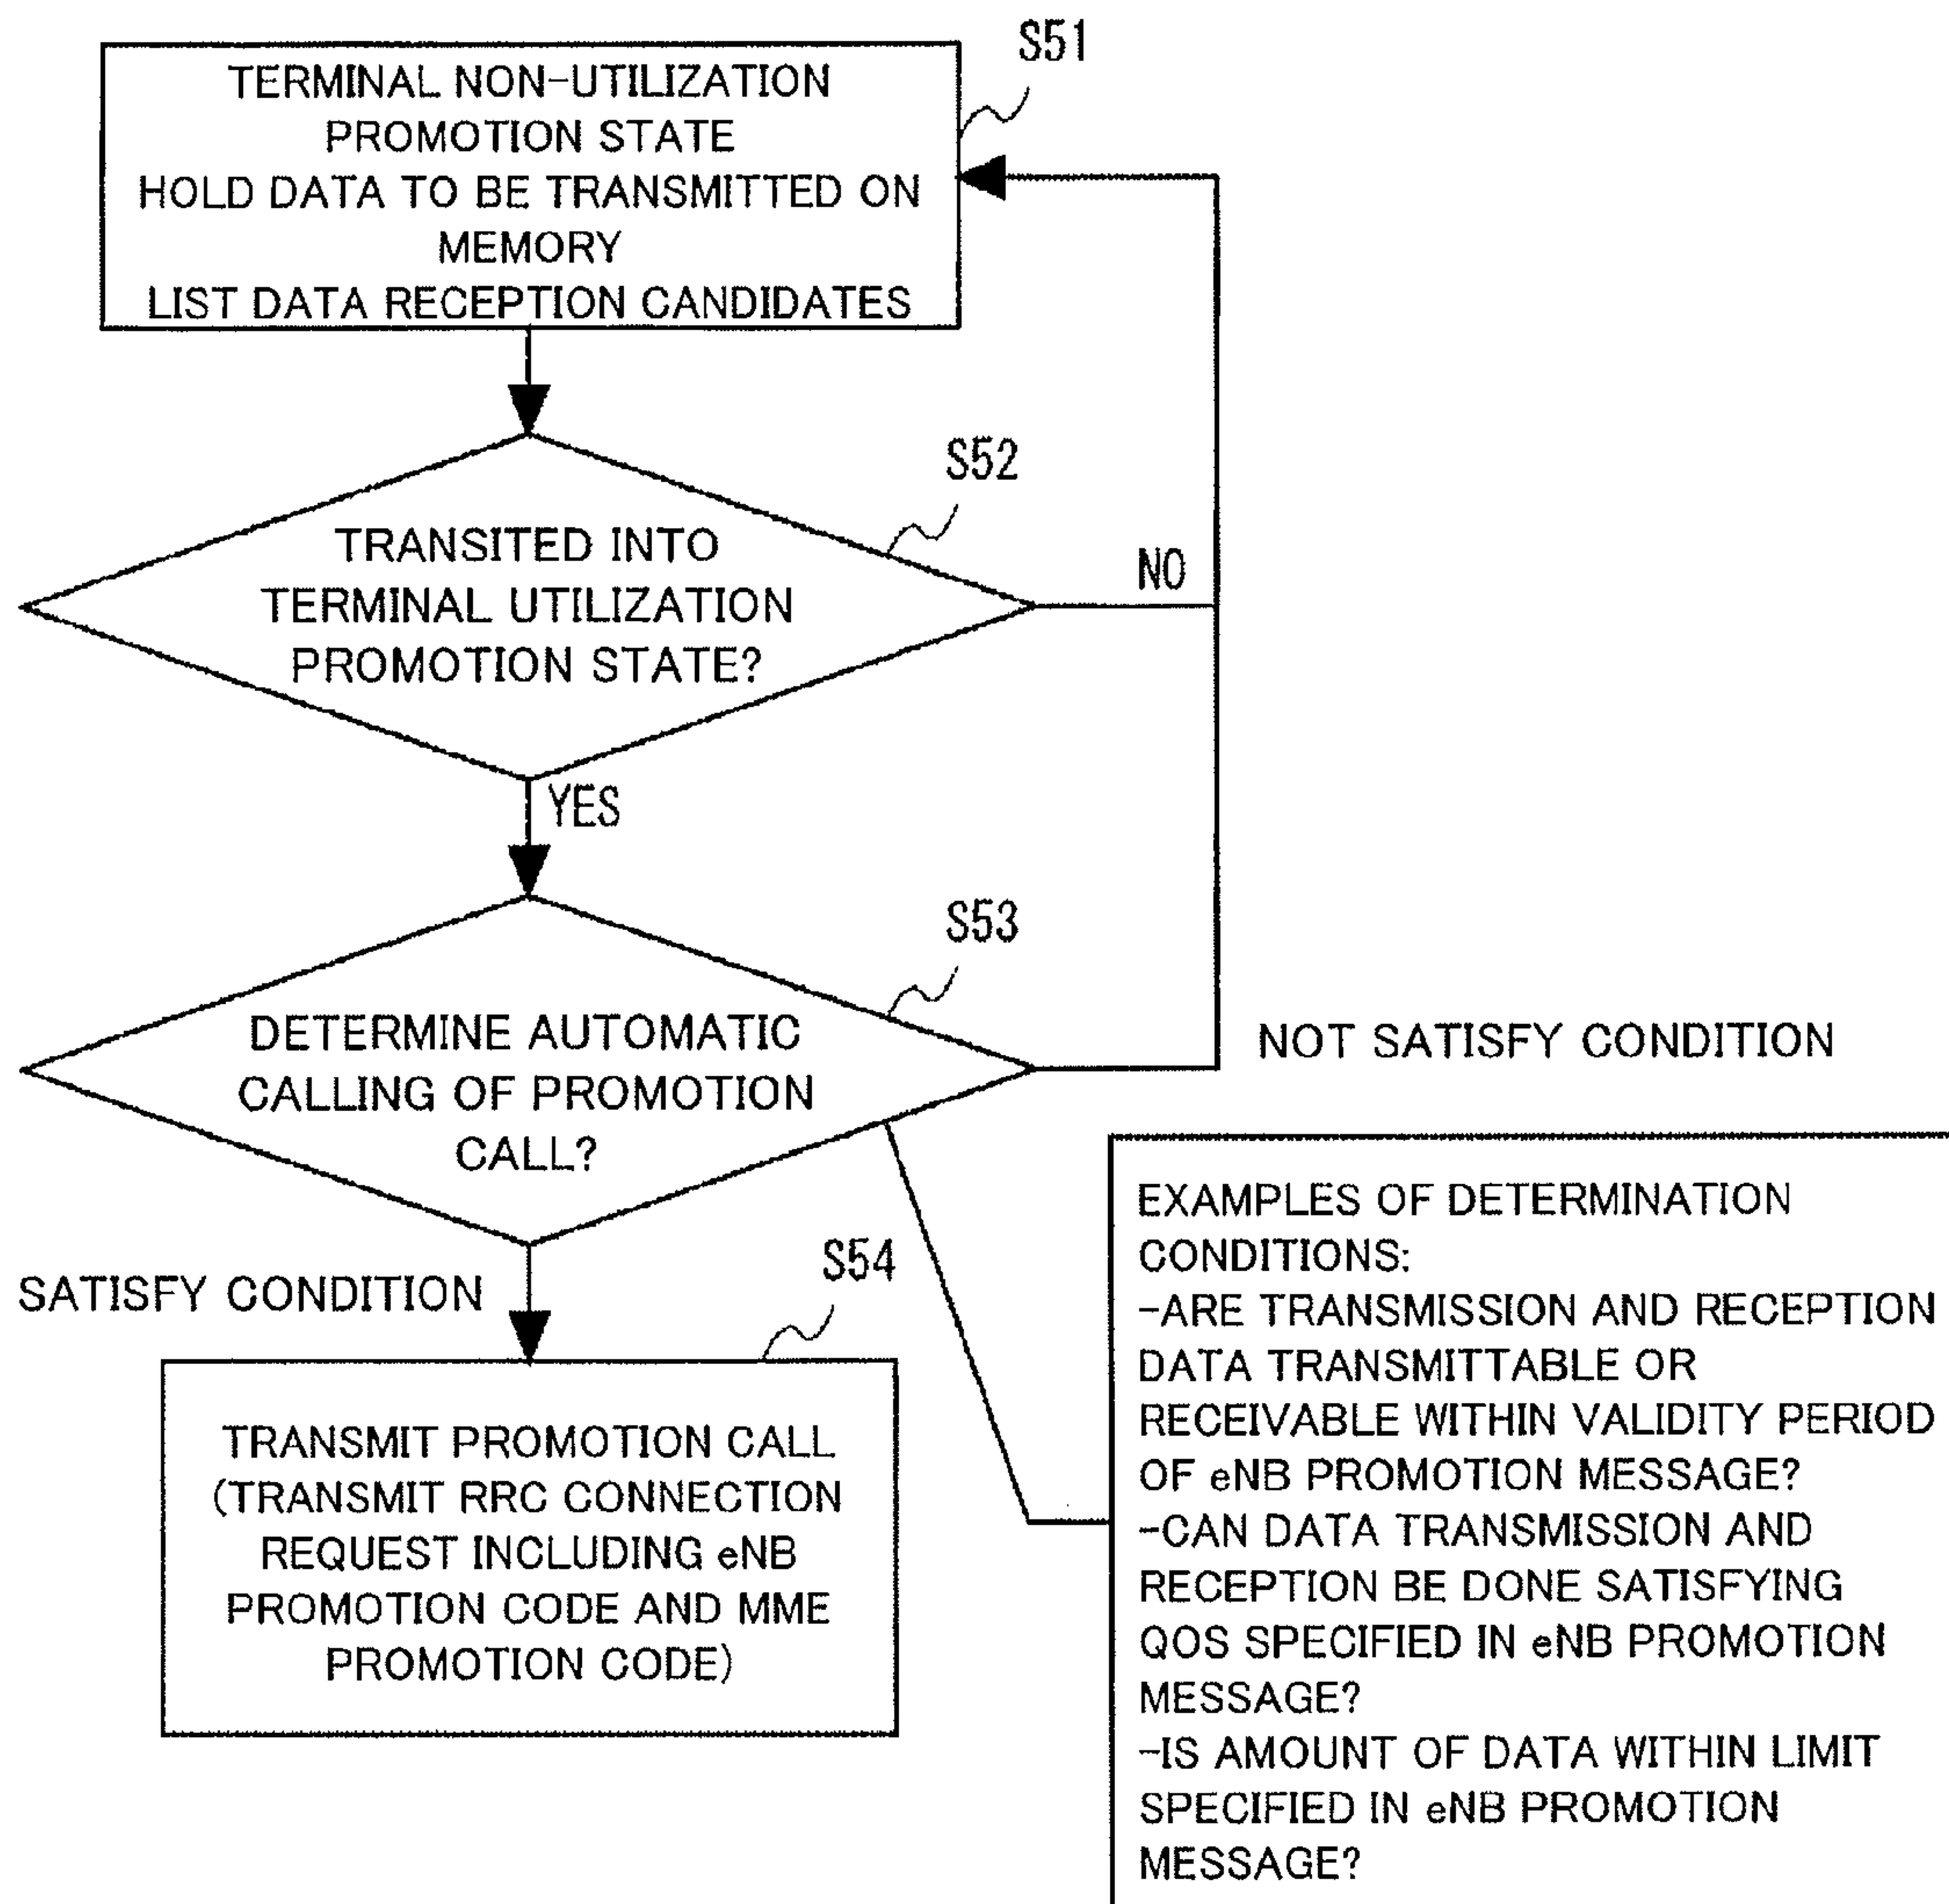 S51
TERMINAL NON-UTILIZATION
PROMOTION STATE
HOLD DATA TO BE TRANSMITTED ON
MEMORY
LIST DATA RECEPTION CANDIDATES
S52
TRANSITED INTO
TERMINAL UTILIZATION
PROMOTION STATE?
NO
YES
S53
DETERMINE AUTOMATIC
CALLING OF PROMOTION
CALL?
NOT SATISFY CONDITION
SATISFY CONDITION
S54
TRANSMIT PROMOTION CALL
(TRANSMIT RRC CONNECTION
REQUEST INCLUDING eNB
PROMOTION CODE AND MME
PROMOTION CODE)
EXAMPLES OF DETERMINATION
CONDITIONS:
-ARE TRANSMISSION AND RECEPTION
DATA TRANSMITTABLE OR
RECEIVABLE WITHIN VALIDITY PERIOD
OF eNB PROMOTION MESSAGE?
-CAN DATA TRANSMISSION AND
RECEPTION BE DONE SATISFYING
QOS SPECIFIED IN eNB PROMOTION
MESSAGE?
-IS AMOUNT OF DATA WITHIN LIMIT
SPECIFIED IN eNB PROMOTION
MESSAGE?